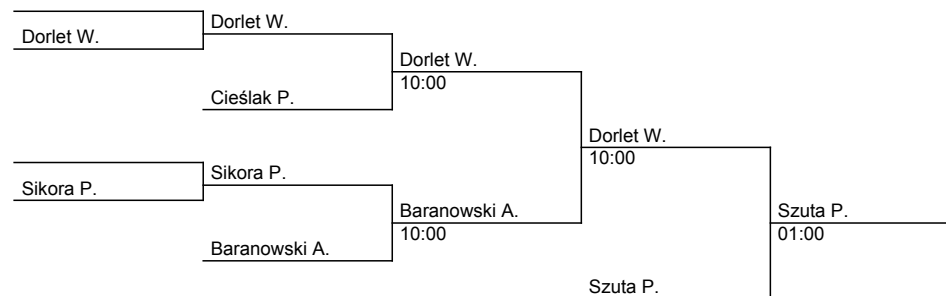 Dorlet W.
Dorlet W.
Dorlet W.
10:00
Cieślak P.
Dorlet W.
10:00
Sikora P.
Sikora P.
Baranowski A.
10:00
Szuta P.
01:00
Baranowski A.
Szuta P.